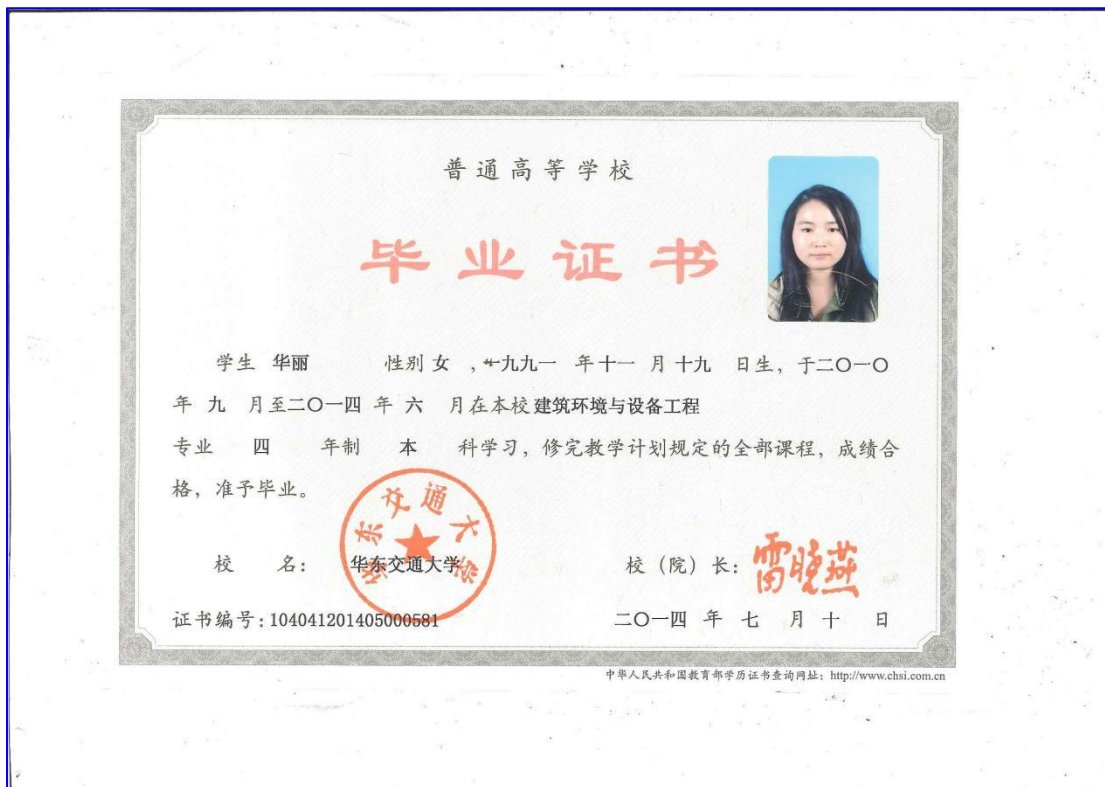 普通高等学校
毕业证书
学生 华丽 性别 女 ，一九九一 年 十一 月 十九 日生，于二〇一〇
年 九 月至二〇一四 年 六 月在本校 建筑环境与设备工程
专业 四 年制 本 科学习，修完教学计划规定的全部课程，成绩合
格，准予毕业。
华东交通大学
校 名： 华东交通大学 校（院）长：雷晓燕
证书编号：104041201405000581 二〇一四 年 七 月 十 日
中华人民共和国教育部学历证书查询网址：http://www.chsi.com.cn